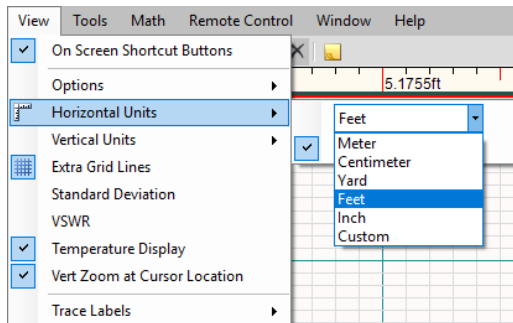 View Tools Math Remote Control Window Help
On Screen Shortcut Buttons
5.1755ft
Options
Horizontal Units
Feet
Vertical Units
Meter
Extra Grid Lines
Centimeter
Standard Deviation
Yard
Feet
VSWR
Inch
Temperature Display
Custom
Vert Zoom at Cursor Location
Trace Labels